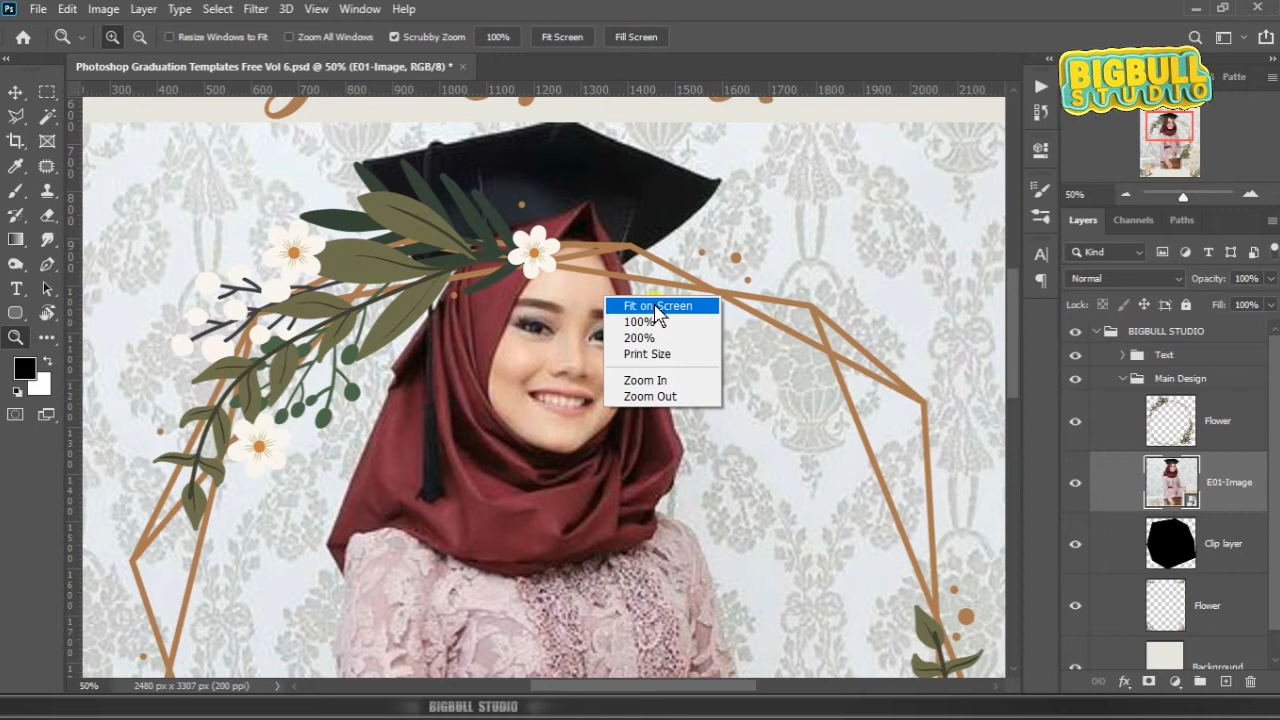 Ps File Edit Image Layer Type Select Filter 3D View Window Help
Resize Windows to Fit Zoom All Windows Scrubby Zoom 100% Fit Screen Fill Screen
Photoshop Graduation Templates Free Vol 6.psd @ 50% (E01-Image, RGB/8) * ×
BIGBULL
STUDIO
Patte
300 400 500 600 700 800 900 1000 1100 1200 1300 1400 1500 1600 1700 1800 1900 2000 2100
50%
Layers Channels Paths
Kind
Normal Opacity: 100%
Lock: Fill: 100%
BIGBULL STUDIO
Text
Main Design
Flower
E01-Image
Clip layer
Flower
Background
Fit on Screen
100%
200%
Print Size
Zoom In
Zoom Out
50% 2480 px x 3307 px (200 ppi)
BIGBULL STUDIO